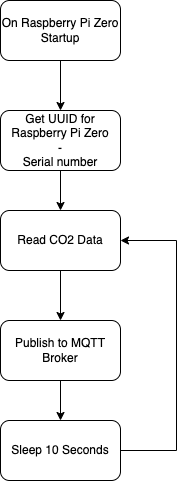 On Raspberry Pi Zero
Startup
Get UUID for
Raspberry Pi Zero
-
Serial number
Read CO2 Data
Publish to MQTT
Broker
Sleep 10 Seconds